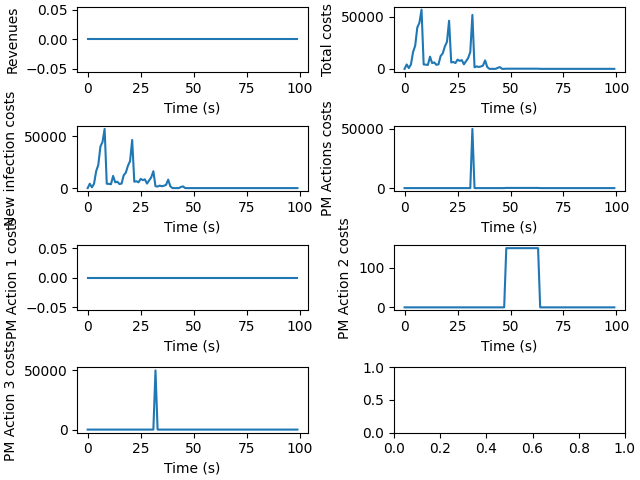 Revenues
0.05
0.00
−0.05
0 25 50 75 100
Time (s)
Total costs
50000
0
0 25 50 75 100
Time (s)
New infection costs
50000
0
0 25 50 75 100
Time (s)
PM Actions costs
50000
0
0 25 50 75 100
Time (s)
PM Action 1 costs
0.05
0.00
−0.05
0 25 50 75 100
Time (s)
PM Action 2 costs
100
0
0 25 50 75 100
Time (s)
PM Action 3 costs
50000
0
0 25 50 75 100
Time (s)
1.0
0.5
0.0
0.0 0.2 0.4 0.6 0.8 1.0